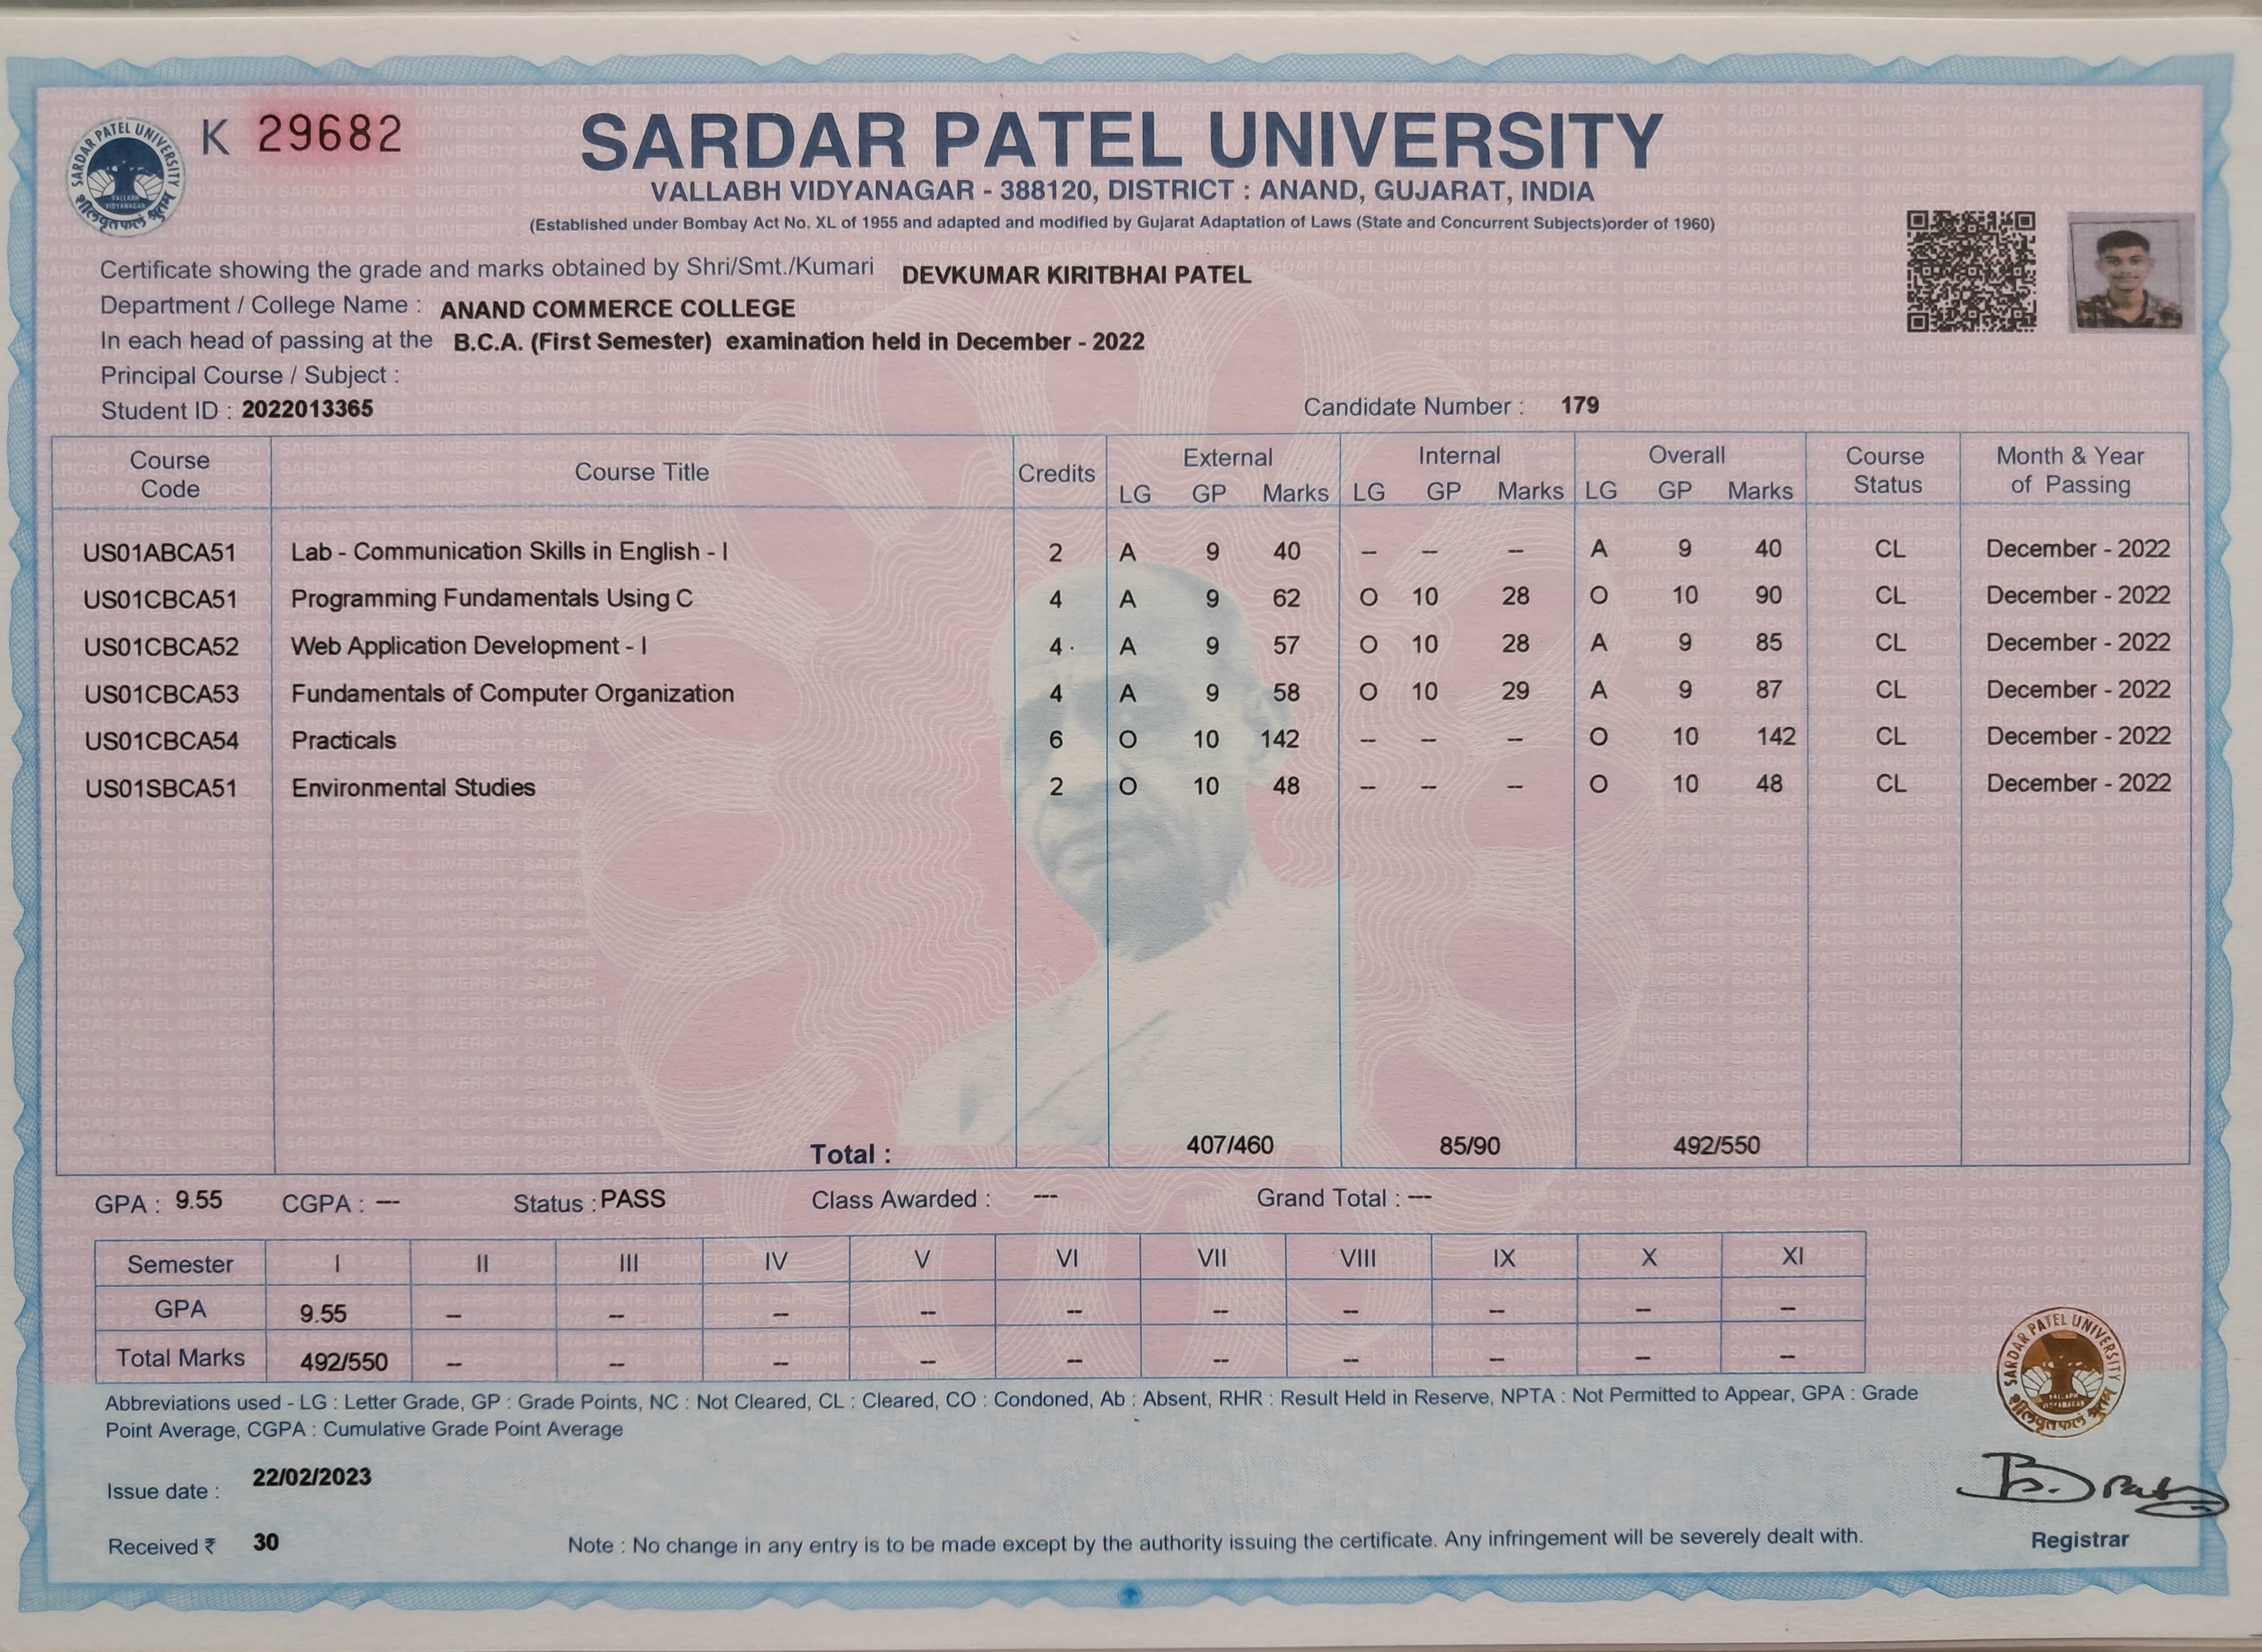 K 29682
SARDAR PATEL UNIVERSITY
VALLABH VIDYANAGAR - 388120, DISTRICT : ANAND, GUJARAT, INDIA
(Established under Bombay Act No. XL of 1955 and adapted and modified by Gujarat Adaptation of Laws (State and Concurrent Subjects)order of 1960)
SARDAR PATEL UNIVERSITY
VALLABH
VIDYANAGAR
Certificate showing the grade and marks obtained by Shri/Smt./Kumari DEVKUMAR KIRITBHAI PATEL
Department / College Name : ANAND COMMERCE COLLEGE
In each head of passing at the B.C.A. (First Semester) examination held in December - 2022
Principal Course / Subject :
Student ID : 2022013365 Candidate Number : 179
Course Code Course Title Credits External Internal Overall Course Status Month & Year of Passing
LG GP Marks LG GP Marks LG GP Marks
US01ABCA51 Lab - Communication Skills in English - I 2 A 9 40 -- -- -- A 9 40 CL December - 2022
US01CBCA51 Programming Fundamentals Using C 4 A 9 62 O 10 28 O 10 90 CL December - 2022
US01CBCA52 Web Application Development - I 4 A 9 57 O 10 28 A 9 85 CL December - 2022
US01CBCA53 Fundamentals of Computer Organization 4 A 9 58 O 10 29 A 9 87 CL December - 2022
US01CBCA54 Practicals 6 O 10 142 -- -- -- O 10 142 CL December - 2022
US01SBCA51 Environmental Studies 2 O 10 48 -- -- -- O 10 48 CL December - 2022
Total : 407/460 85/90 492/550
GPA : 9.55 CGPA : --- Status : PASS Class Awarded : --- Grand Total : ---
Semester I II III IV V VI VII VIII IX X XI
GPA 9.55 -- -- -- -- -- -- -- -- -- --
Total Marks 492/550 -- -- -- -- -- -- -- -- -- --
Abbreviations used - LG : Letter Grade, GP : Grade Points, NC : Not Cleared, CL : Cleared, CO : Condoned, Ab : Absent, RHR : Result Held in Reserve, NPTA : Not Permitted to Appear, GPA : Grade
Point Average, CGPA : Cumulative Grade Point Average
SARDAR PATEL UNIVERSITY
VALLABH
VIDYANAGAR
Issue date : 22/02/2023
Received ₹ 30
Note : No change in any entry is to be made except by the authority issuing the certificate. Any infringement will be severely dealt with.
Registrar